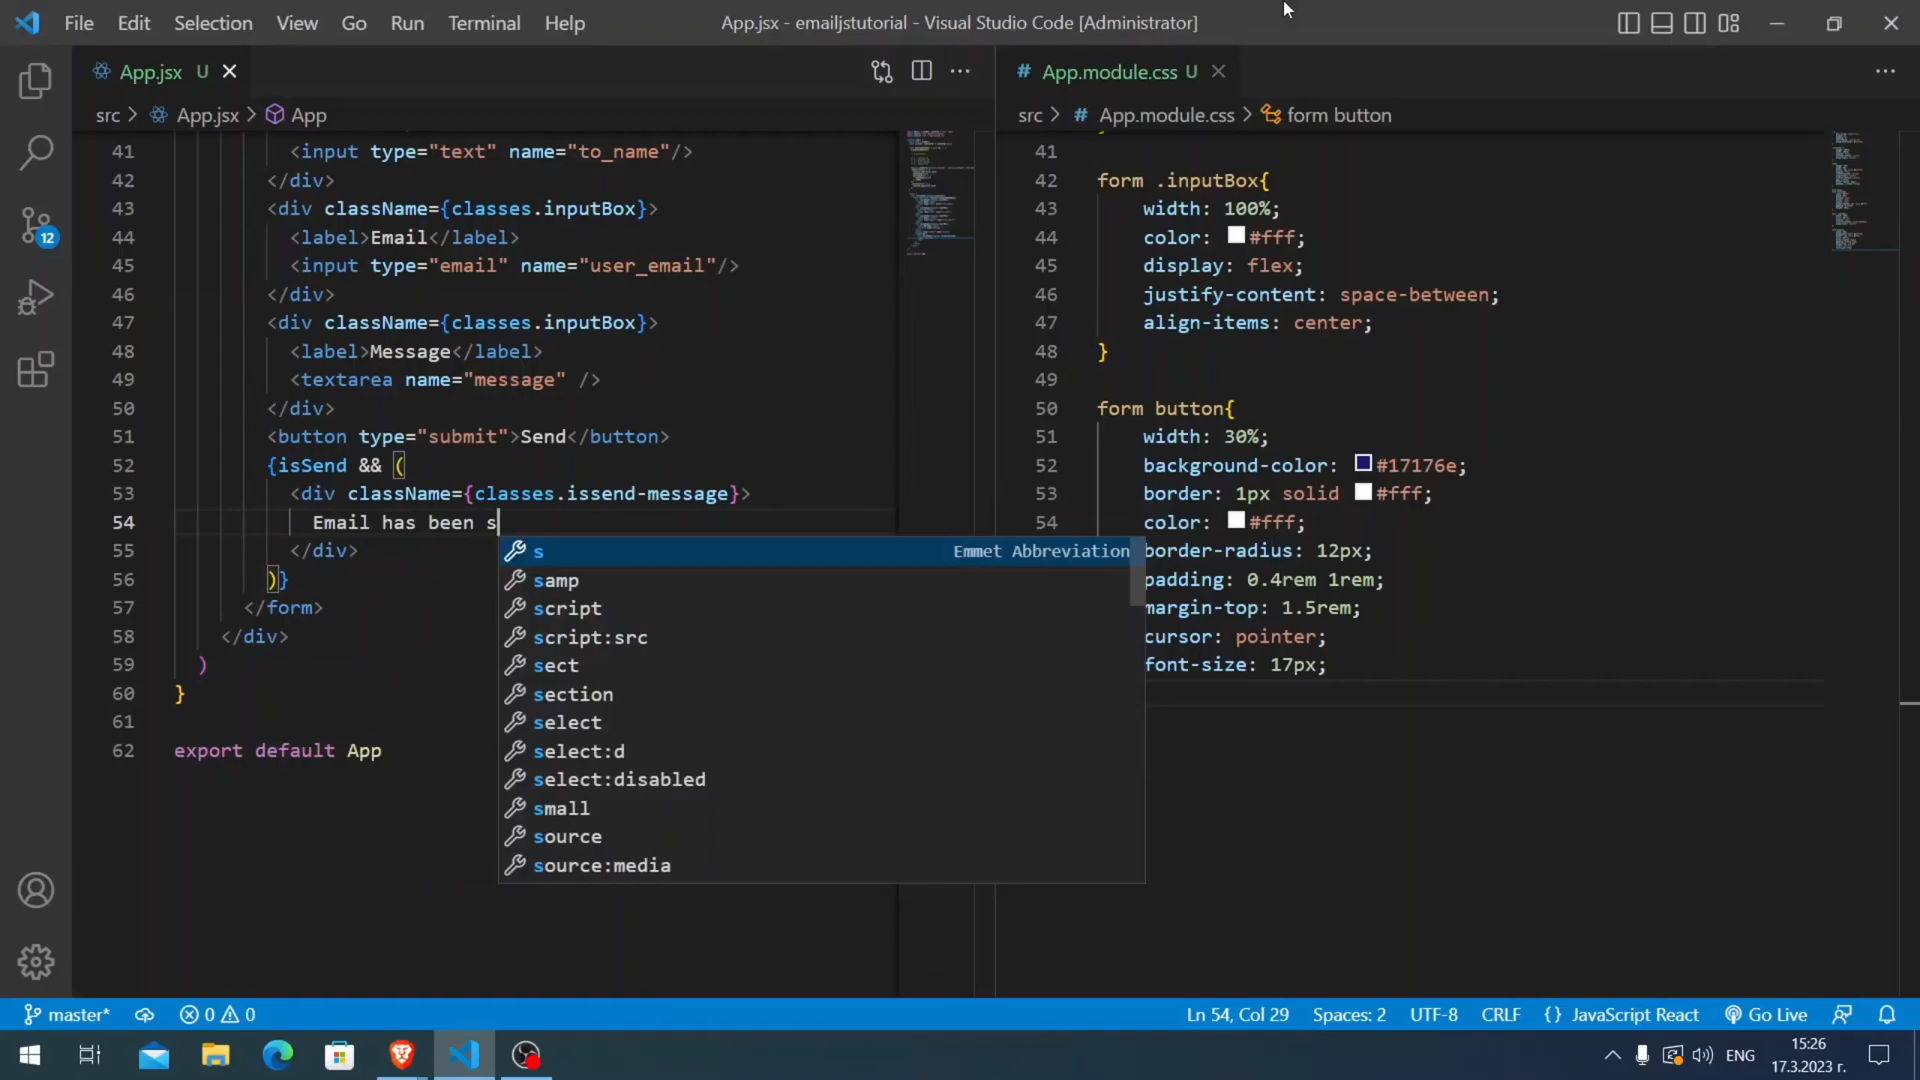 File Edit Selection View Go Run Terminal Help App.jsx - emailjstutorial - Visual Studio Code [Administrator]
App.jsx U
src > App.jsx > App
41 <input type="text" name="to_name"/>
42 </div>
43 <div className={classes.inputBox}>
44 <label>Email</label>
45 <input type="email" name="user_email"/>
46 </div>
47 <div className={classes.inputBox}>
48 <label>Message</label>
49 <textarea name="message" />
50 </div>
51 <button type="submit">Send</button>
52 {isSend && (
53 <div className={classes.issend-message}>
54 Email has been s
55 </div>
56 )}
57 </form>
58 </div>
59 )
60 }
61
62 export default App
s Emmet Abbreviation
samp
script
script:src
sect
section
select
select:d
select:disabled
small
source
source:media
# App.module.css U
src > # App.module.css > form button
41
42 form .inputBox{
43 width: 100%;
44 color: #fff;
45 display: flex;
46 justify-content: space-between;
47 align-items: center;
48 }
49
50 form button{
51 width: 30%;
52 background-color: #17176e;
53 border: 1px solid #fff;
54 color: #fff;
border-radius: 12px;
padding: 0.4rem 1rem;
margin-top: 1.5rem;
cursor: pointer;
font-size: 17px;
12
master* 0 0 Ln 54, Col 29 Spaces: 2 UTF-8 CRLF {} JavaScript React Go Live
ENG 15:26
17.3.2023 г.